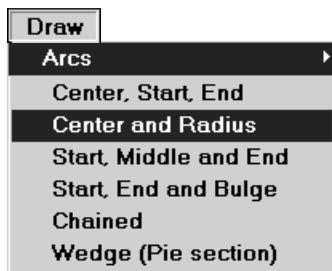 Draw
Arcs
Center, Start, End
Center and Radius
Start, Middle and End
Start, End and Bulge
Chained
Wedge (Pie section)